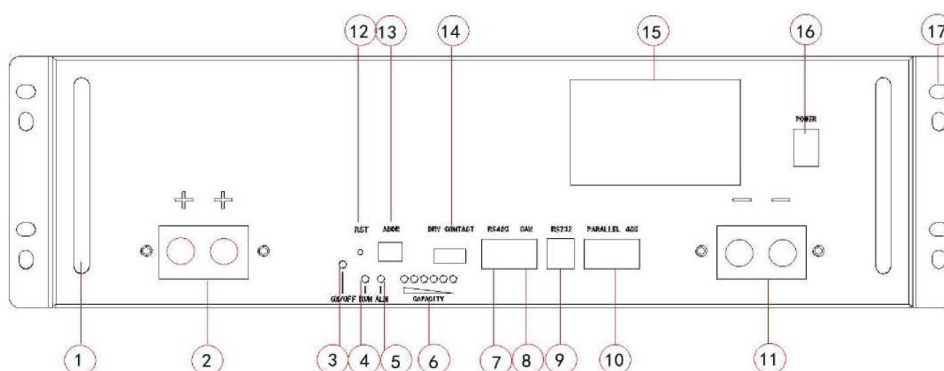 12 13 14 15 16 17
POWER
RST ADDR DRY CONTACT RS485 CAN RS232 PARALLEL 485
ON/OFF RUN ALM CAPACITY
1 2 3 4 5 6 7 8 9 10 11